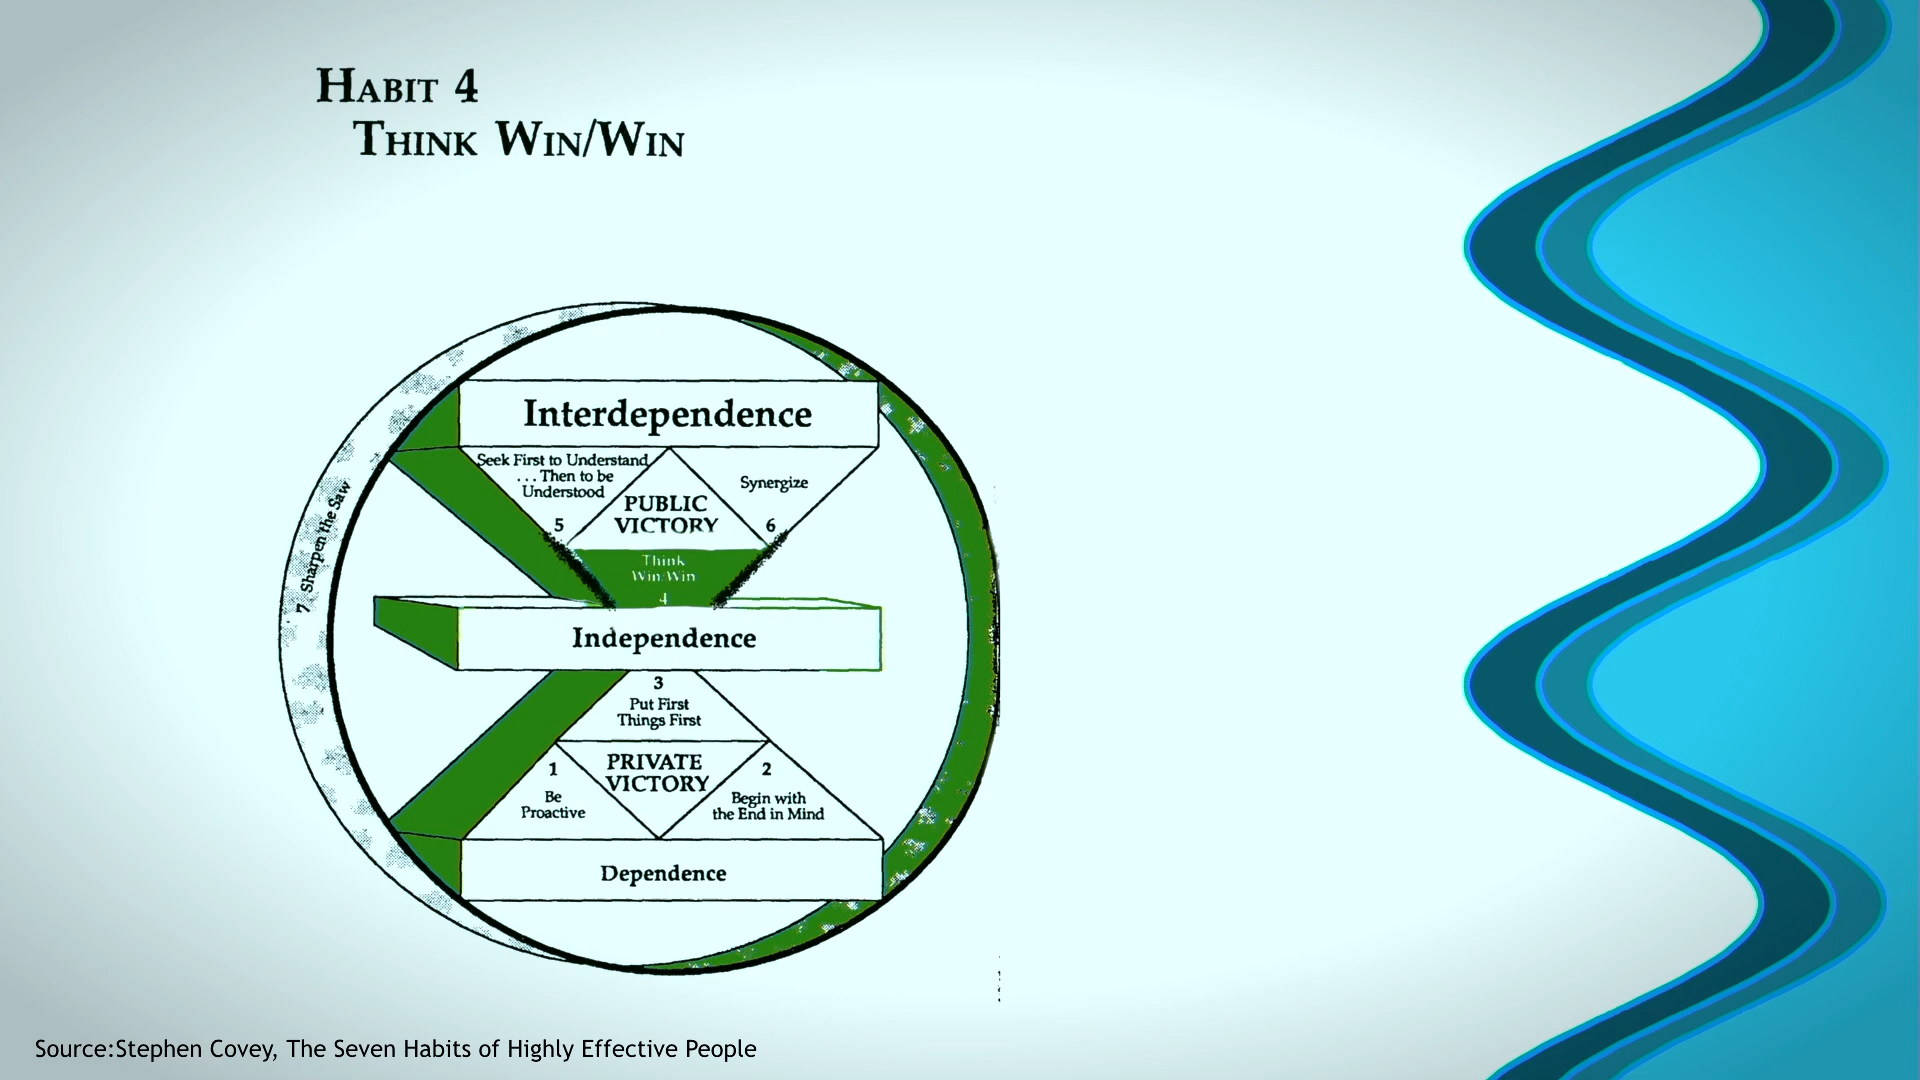 HABIT 4
THINK WIN/WIN
Interdependence
Seek First to Understand
...Then to be
Understood
5
PUBLIC
VICTORY
Synergize
6
Think
Win/Win
4
7 Sharpen the Saw
Independence
3
Put First
Things First
PRIVATE
VICTORY
1
Be
Proactive
2
Begin with
the End in Mind
Dependence
Source:Stephen Covey, The Seven Habits of Highly Effective People